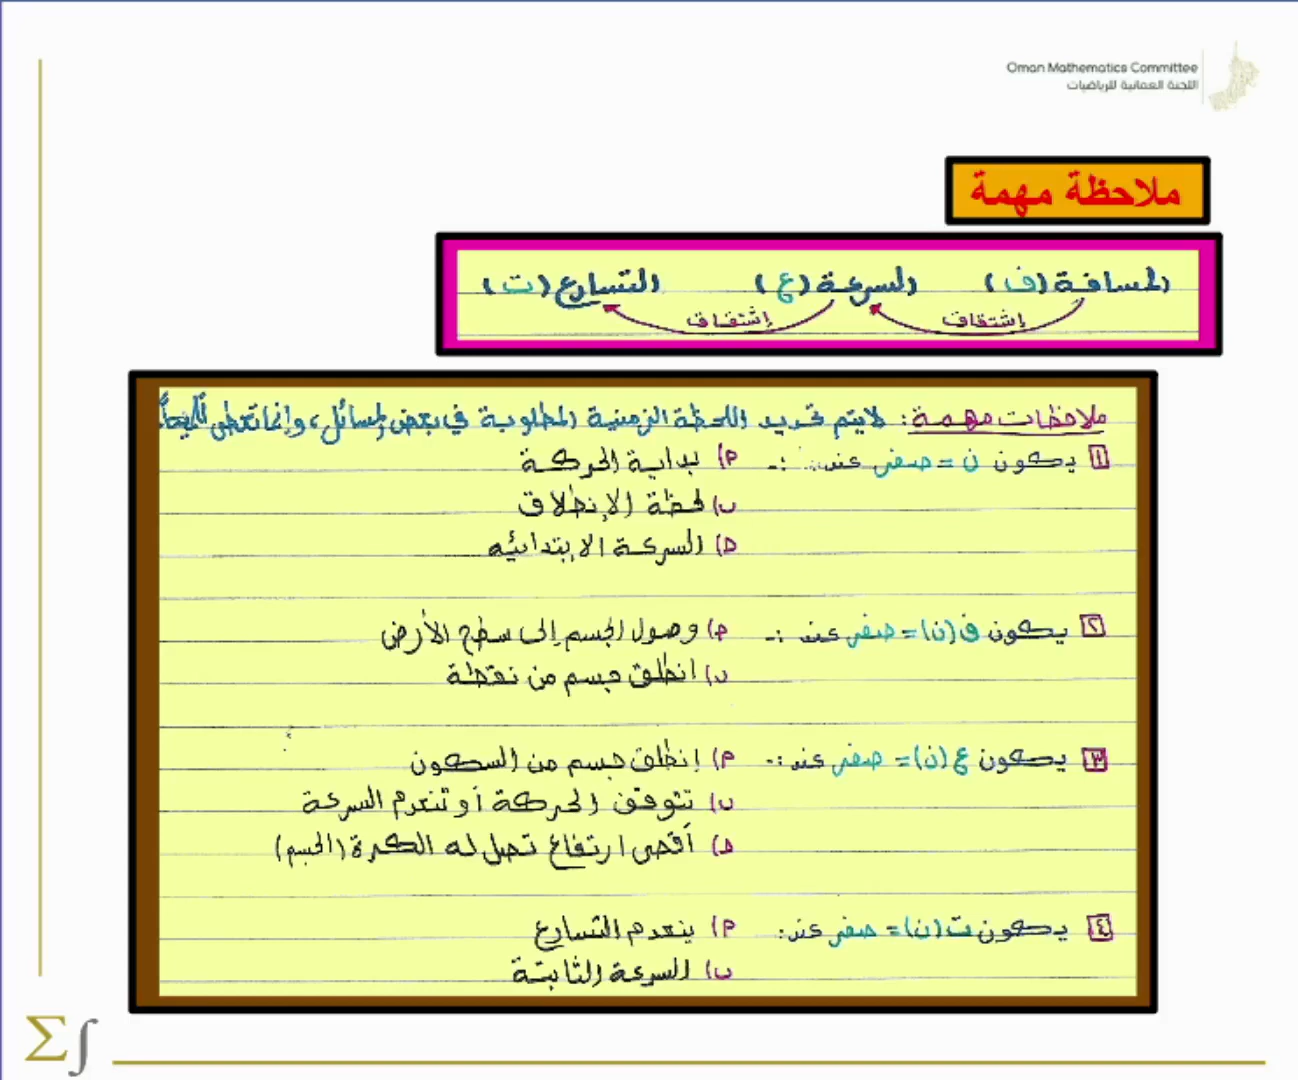 Oman Mathematics Committee
اللجنة العمانية للرياضيات
ملاحظة مهمة
المسافة (ف) السرعة (ع) التسارع (ت)
إشتقاق إشتقاق
ملاحظات مهمة: لا يتم تحديد اللحظة الزمنية المطلوبة في بعض المسائل، وإنما تعطى
١ يكون ن = صفر عند :- م) بداية الحركة
ب) لحظة الإنطلاق
ح) السرعة الابتدائيه
٢ يكون ف(ن) = صفر عند :- م) وصول الجسم إلى سطح الأرض
ب) انطلق جسم من نقطة
٣ يكون ع(ن) = صفر عند :- م) إنطلق جسم من السكون
ب) تتوقف الحركة أو تنعدم السرعة
ح) أقصى ارتفاع تصل له الكرة (الجسم)
٤ يكون ت(ن) = صفر عند: م) ينعدم التسارع
ب) السرعة الثابتة
∑∫